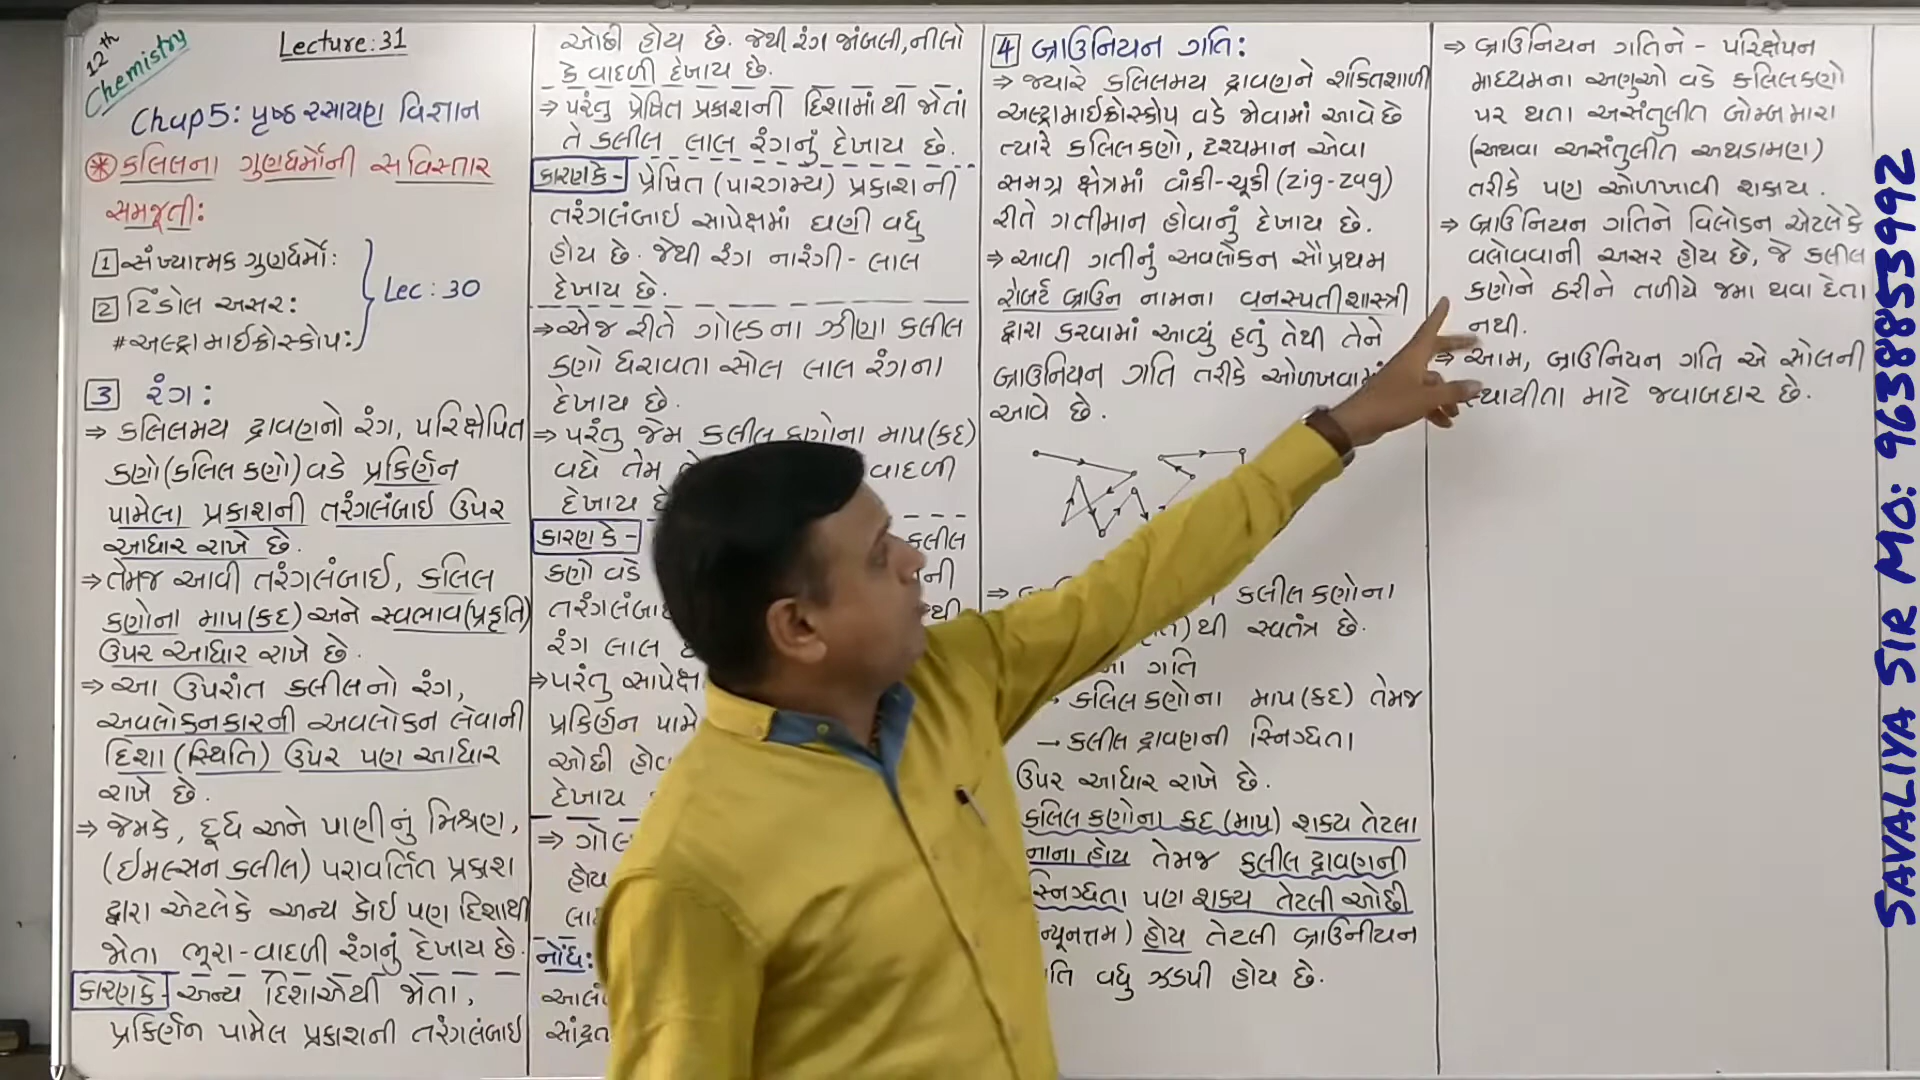 12th
Chemistry
Lecture: 31
Chap 5: પૃષ્ઠ રસાયણ વિજ્ઞાન
* કલિલના ગુણધર્મોની સવિસ્તાર
સમજૂતી:
1 સંખ્યાત્મક ગુણધર્મો:
2 ટિંડોલ અસર:
# અલ્ટ્રામાઈક્રોસ્કોપ:
Lec: 30
3 રંગ:
⇒ કલિલમય દ્રાવણનો રંગ, પરિક્ષેપિત
કણો(કલિલ કણો) વડે પ્રકિર્ણન
પામેલા પ્રકાશની તરંગલંબાઈ ઉપર
આધાર રાખે છે.
⇒ તેમજ આવી તરંગલંબાઈ, કલિલ
કણોના માપ(કદ) અને સ્વભાવ(પ્રકૃતિ)
ઉપર આધાર રાખે છે.
⇒ આ ઉપરાંત કલીલનો રંગ,
અવલોકનકારની અવલોકન લેવાની
દિશા (સ્થિતિ) ઉપર પણ આધાર
રાખે છે.
⇒ જેમકે, દૂધ અને પાણીનું મિશ્રણ,
(ઈમલ્સન કલીલ) પરાવર્તિત પ્રકાશ
દ્વારા એટલેકે અન્ય કોઈ પણ દિશાથી
જોતા ભૂરા-વાદળી રંગનું દેખાય છે.
કારણકે- અન્ય દિશાએથી જોતા,
પ્રકિર્ણન પામેલ પ્રકાશની તરંગલંબાઈ
ઓછી હોય છે. જેથી રંગ જાંબલી, નીલો
કે વાદળી દેખાય છે.
⇒ પરંતુ પ્રેષિત પ્રકાશની દિશામાંથી જોતાં
તે કલીલ લાલ રંગનું દેખાય છે.
કારણકે- પ્રેષિત (પારગમ્ય) પ્રકાશની
તરંગલંબાઈ સાપેક્ષમાં ઘણી વધુ
હોય છે. જેથી રંગ નારંગી-લાલ
દેખાય છે.
⇒ એજ રીતે ગોલ્ડના ઝીણા કલીલ
કણો ધરાવતા સોલ લાલ રંગના
દેખાય છે.
⇒ પરંતુ જેમ કલીલ કણોના માપ(કદ)
વધે તેમ વાદળી
દેખાય
કારણકે- કલીલ
કણો વડે
રંગ લાલ
⇒ પરંતુ
પ્રકિર્ણન
ઓછી
દેખાય
⇒
નોંધ:
4 બ્રાઉનિયન ગતિ:
⇒ જ્યારે કલિલમય દ્રાવણને શક્તિશાળી
અલ્ટ્રામાઈક્રોસ્કોપ વડે જોવામાં આવે છે
ત્યારે કલિલકણો, દૃશ્યમાન એવા
સમગ્ર ક્ષેત્રમાં વાંકી-ચૂકી (zig-zag)
રીતે ગતીમાન હોવાનું દેખાય છે.
⇒ આવી ગતીનું અવલોકન સૌપ્રથમ
રોબર્ટ બ્રાઉન નામના વનસ્પતીશાસ્ત્રી
દ્વારા કરવામાં આવ્યું હતું તેથી તેને
બ્રાઉનિયન ગતિ તરીકે ઓળખવામાં
આવે છે.
⇒ કલીલ કણોના
થી સ્વતંત્ર છે.
ગતિ
→ કલિલ કણોના માપ(કદ) તેમજ
→ કલીલ દ્રાવણની સ્નિગ્ધતા
ઉપર આધાર રાખે છે.
કલિલ કણોના કદ (માપ) શક્ય તેટલા
નાના હોય તેમજ કલીલ દ્રાવણની
સ્નિગ્ધતા પણ શક્ય તેટલી ઓછી
ન્યૂનત્તમ) હોય તેટલી બ્રાઉનીયન
વધુ ઝડપી હોય છે.
⇒ બ્રાઉનિયન ગતિને - પરિક્ષેપન
માધ્યમના અણુઓ વડે કલિલકણો
પર થતા અસંતુલીત બોમ્બમારા
(અથવા અસંતુલીત અથડામણ)
તરીકે પણ ઓળખાવી શકાય.
⇒ બ્રાઉનિયન ગતિને વિલોડન એટલેકે
વલોવવાની અસર હોય છે, જે કલીલ
કણોને ઠરીને તળીયે જમા થવા દેતા
નથી.
⇒ આમ, બ્રાઉનિયન ગતિ એ સોલની
સ્થાયીતા માટે જવાબદાર છે.
SAVALIYA SIR MO: 9638853992